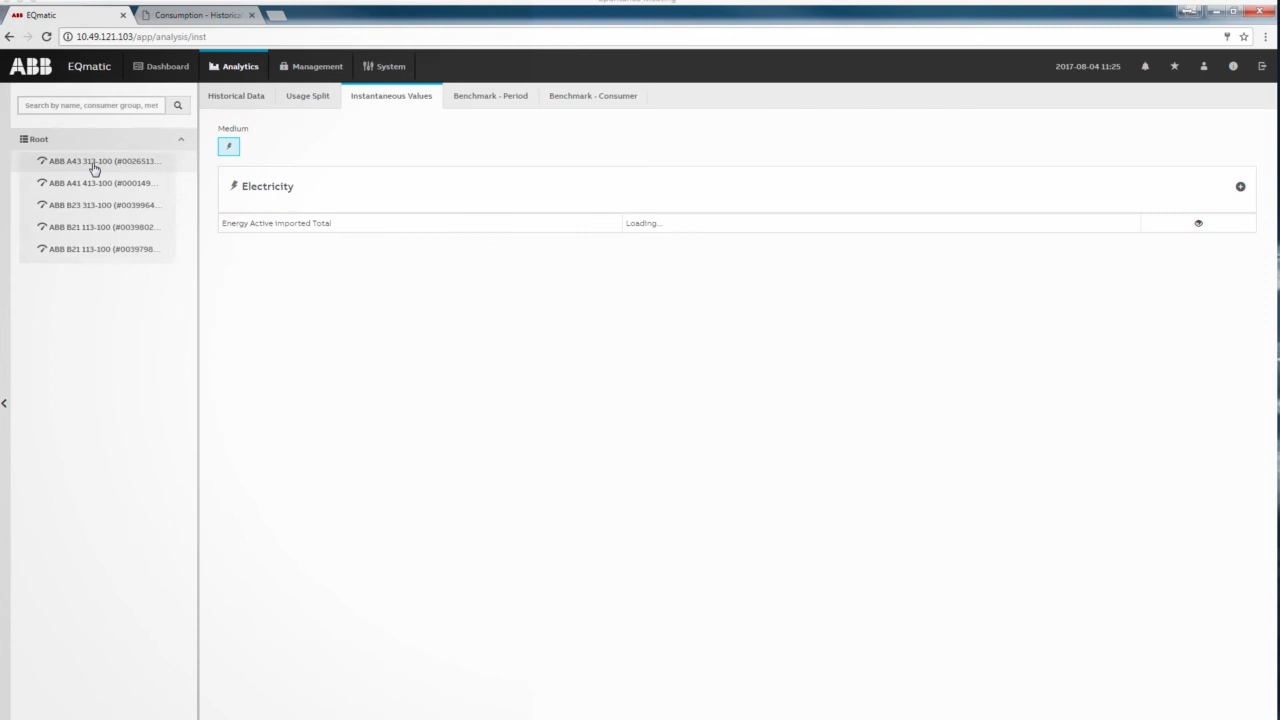 EQmatic
Consumption - Historical
10.49.121.103/app/analysis/inst
ABB EQmatic Dashboard Analytics Management System 2017-08-04 11:25
Search by name, consumer group, met
Historical Data Usage Split Instantaneous Values Benchmark - Period Benchmark - Consumer
Root
ABB A43 313-100 (#0026513...
ABB A41 413-100 (#000149...
ABB B23 313-100 (#0039964...
ABB B21 113-100 (#0039802...
ABB B21 113-100 (#0039798...
Medium
Electricity
Energy Active imported Total Loading...